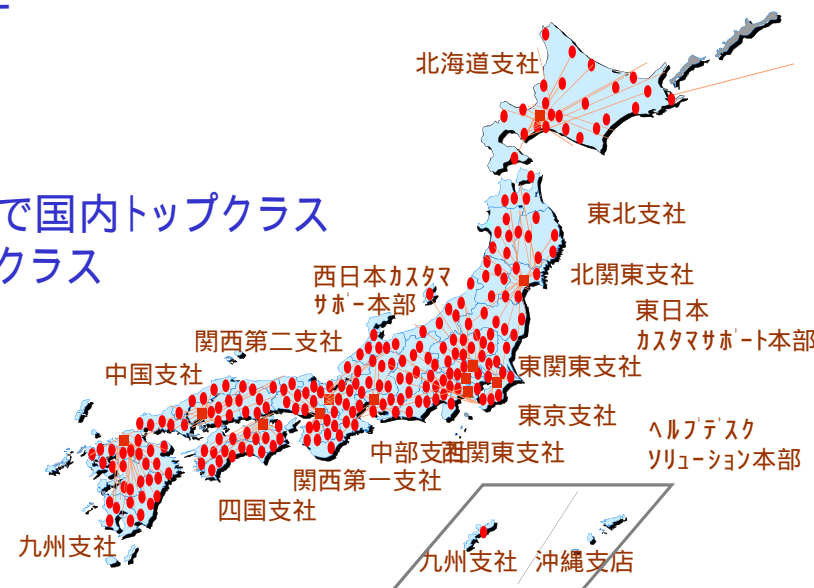 北海道支社
で国内トップクラス
クラス
東北支社
西日本カスタマ
サポー本部
北関東支社
東日本
カスタマサポート本部
関西第二支社
中国支社
東関東支社
東京支社
ヘルプデスク
ソリューション本部
中部支社
西関東支社
関西第一支社
四国支社
九州支社
九州支社
沖縄支店